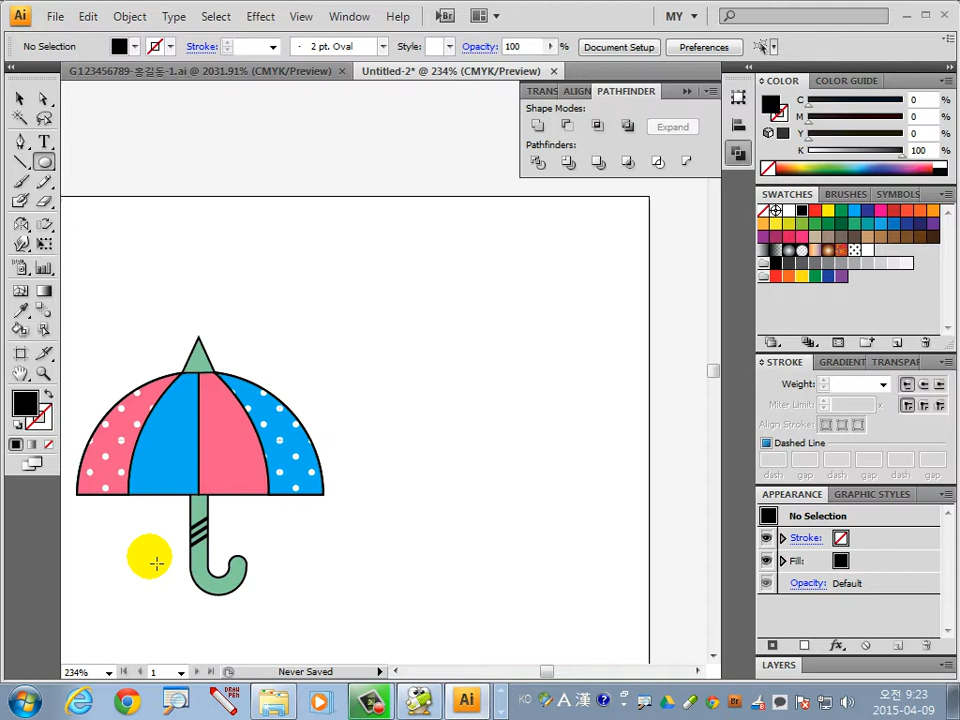 Ai File Edit Object Type Select Effect View Window Help Br MY
No Selection Stroke: 2 pt. Oval Style: Opacity: 100 % Document Setup Preferences
G123456789-홍길동-1.ai @ 2031.91% (CMYK/Preview) × Untitled-2* @ 234% (CMYK/Preview) ×
TRANS ALIGN PATHFINDER
Shape Modes:
Expand
Pathfinders:
COLOR COLOR GUIDE
C 0 %
M 0 %
Y 0 %
K 100 %
SWATCHES BRUSHES SYMBOLS
STROKE GRADIENT TRANSPAR
Weight:
Miter Limit: x
Align Stroke:
Dashed Line
dash gap dash gap dash gap
APPEARANCE GRAPHIC STYLES
No Selection
Stroke:
Fill:
Opacity: Default
fx
LAYERS
234% 1 Never Saved
Ai KO A 漢 Br 오전 9:23
2015-04-09